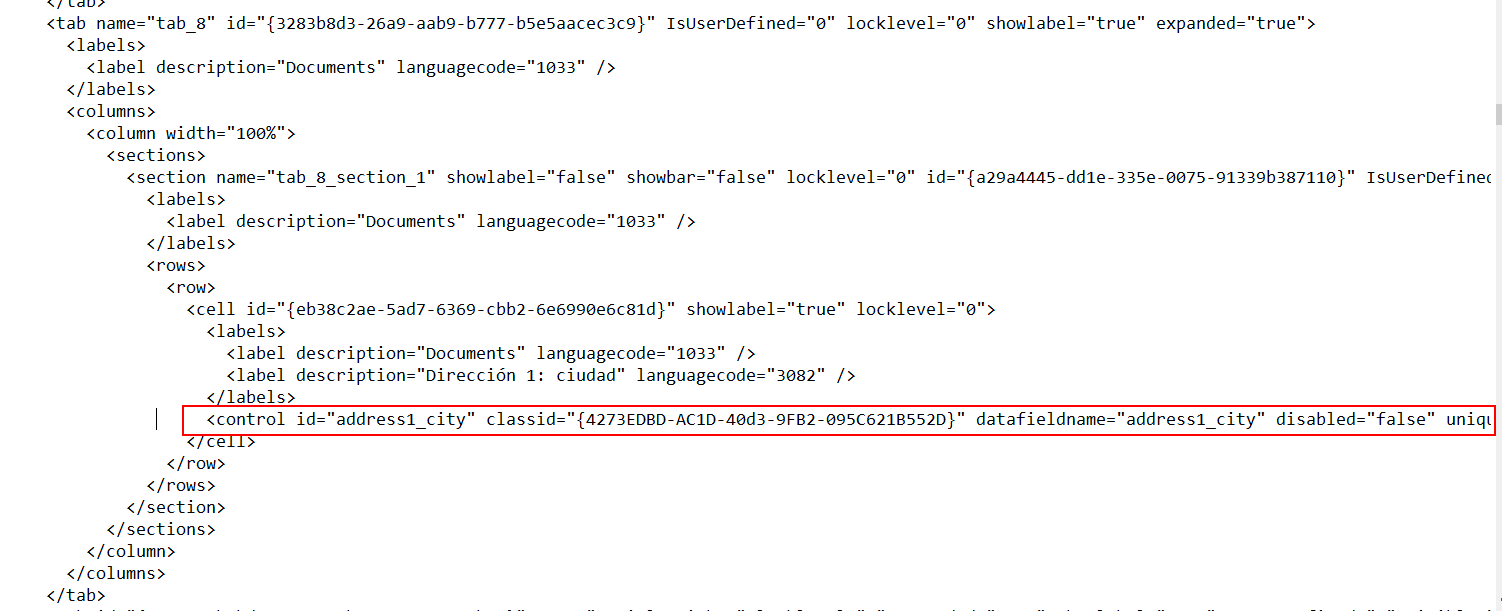 </tab>
<tab name="tab_8" id="{3283b8d3-26a9-aab9-b777-b5e5aacec3c9}" IsUserDefined="0" locklevel="0" showlabel="true" expanded="true">
<labels>
<label description="Documents" languagecode="1033" />
</labels>
<columns>
<column width="100%">
<sections>
<section name="tab_8_section_1" showlabel="false" showbar="false" locklevel="0" id="{a29a4445-dd1e-335e-0075-91339b387110}" IsUserDefined
<labels>
<label description="Documents" languagecode="1033" />
</labels>
<rows>
<row>
<cell id="{eb38c2ae-5ad7-6369-cbb2-6e6990e6c81d}" showlabel="true" locklevel="0">
<labels>
<label description="Documents" languagecode="1033" />
<label description="Dirección 1: ciudad" languagecode="3082" />
</labels>
<control id="address1_city" classid="{4273EDBD-AC1D-40d3-9FB2-095C621B552D}" datafieldname="address1_city" disabled="false" uniqu
</cell>
</row>
</rows>
</section>
</sections>
</column>
</columns>
</tab>